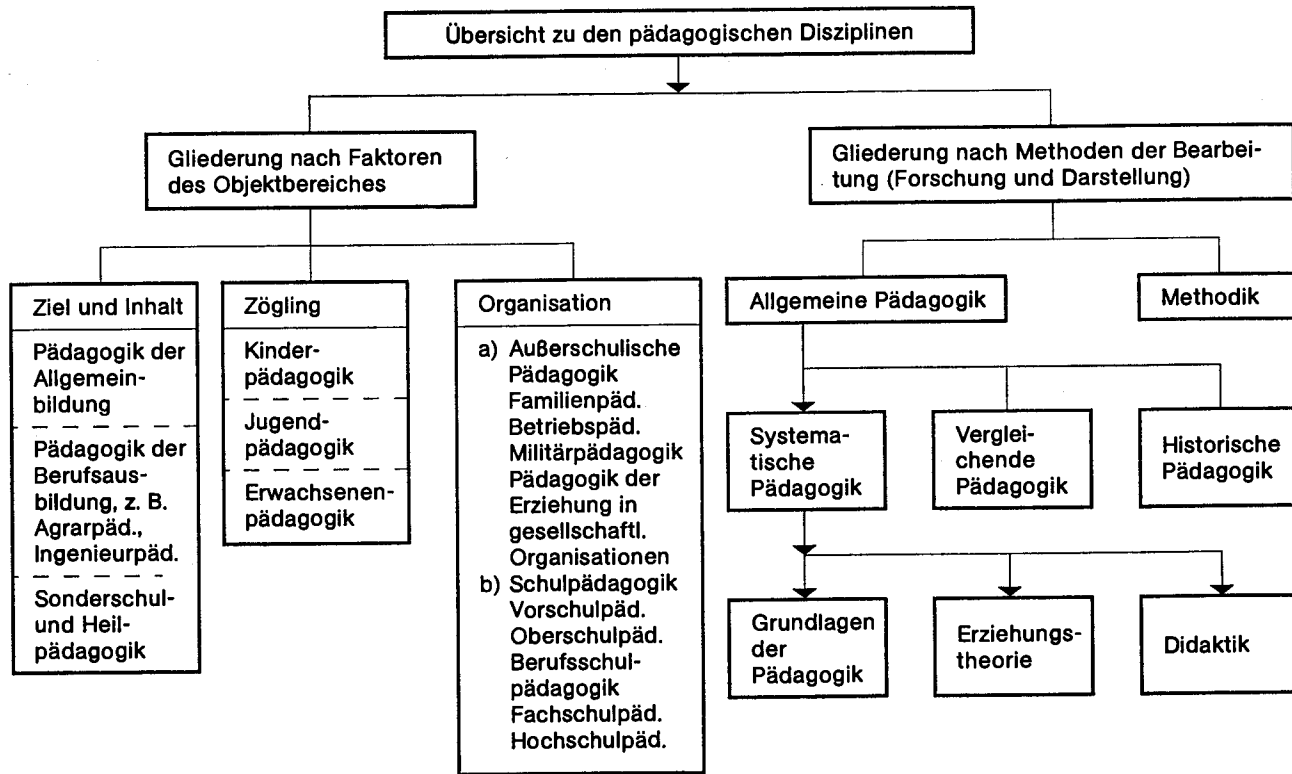 Übersicht zu den pädagogischen Disziplinen
Gliederung nach Faktoren
des Objektbereiches
Gliederung nach Methoden der Bearbei-
tung (Forschung und Darstellung)
Ziel und Inhalt
Pädagogik der
Allgemein-
bildung
Pädagogik der
Berufsaus-
bildung, z. B.
Agrarpäd.,
Ingenieurpäd.
Sonderschul-
und Heil-
pädagogik
Zögling
Kinder-
pädagogik
Jugend-
pädagogik
Erwachsenen-
pädagogik
Organisation
a) Außerschulische
Pädagogik
Familienpäd.
Betriebspäd.
Militärpädagogik
Pädagogik der
Erziehung in
gesellschaftl.
Organisationen
b) Schulpädagogik
Vorschulpäd.
Oberschulpäd.
Berufsschul-
pädagogik
Fachschulpäd.
Hochschulpäd.
Allgemeine Pädagogik
Methodik
Systema-
tische
Pädagogik
Verglei-
chende
Pädagogik
Historische
Pädagogik
Grundlagen
der
Pädagogik
Erziehungs-
theorie
Didaktik